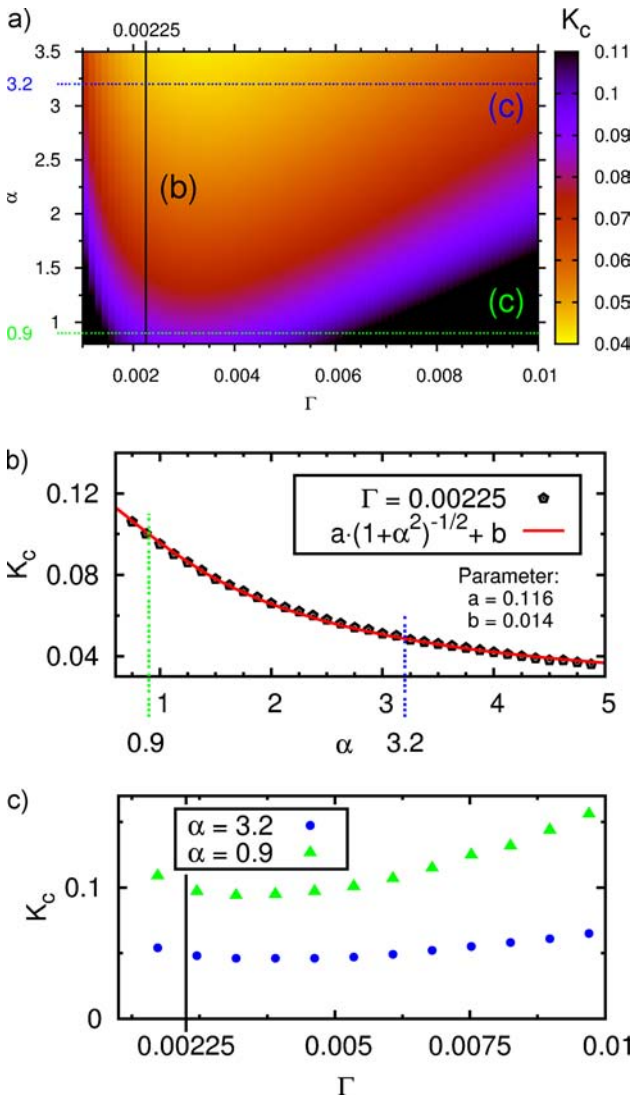 a)
0.00225
K_c
3.5
3.2
3
2.5
2
1.5
1
0.9
α
(b)
(c)
(c)
0.002
0.004
0.006
0.008
0.01
Γ
0.11
0.1
0.09
0.08
0.07
0.06
0.05
0.04
b)
0.12
0.08
0.04
K_c
Γ = 0.00225
a·(1+α²)^-1/2 + b
Parameter:
a = 0.116
b = 0.014
1 2 3 4 5
0.9 α 3.2
c)
α = 3.2
α = 0.9
0.1
0
K_c
0.00225 0.005 0.0075 0.01
Γ